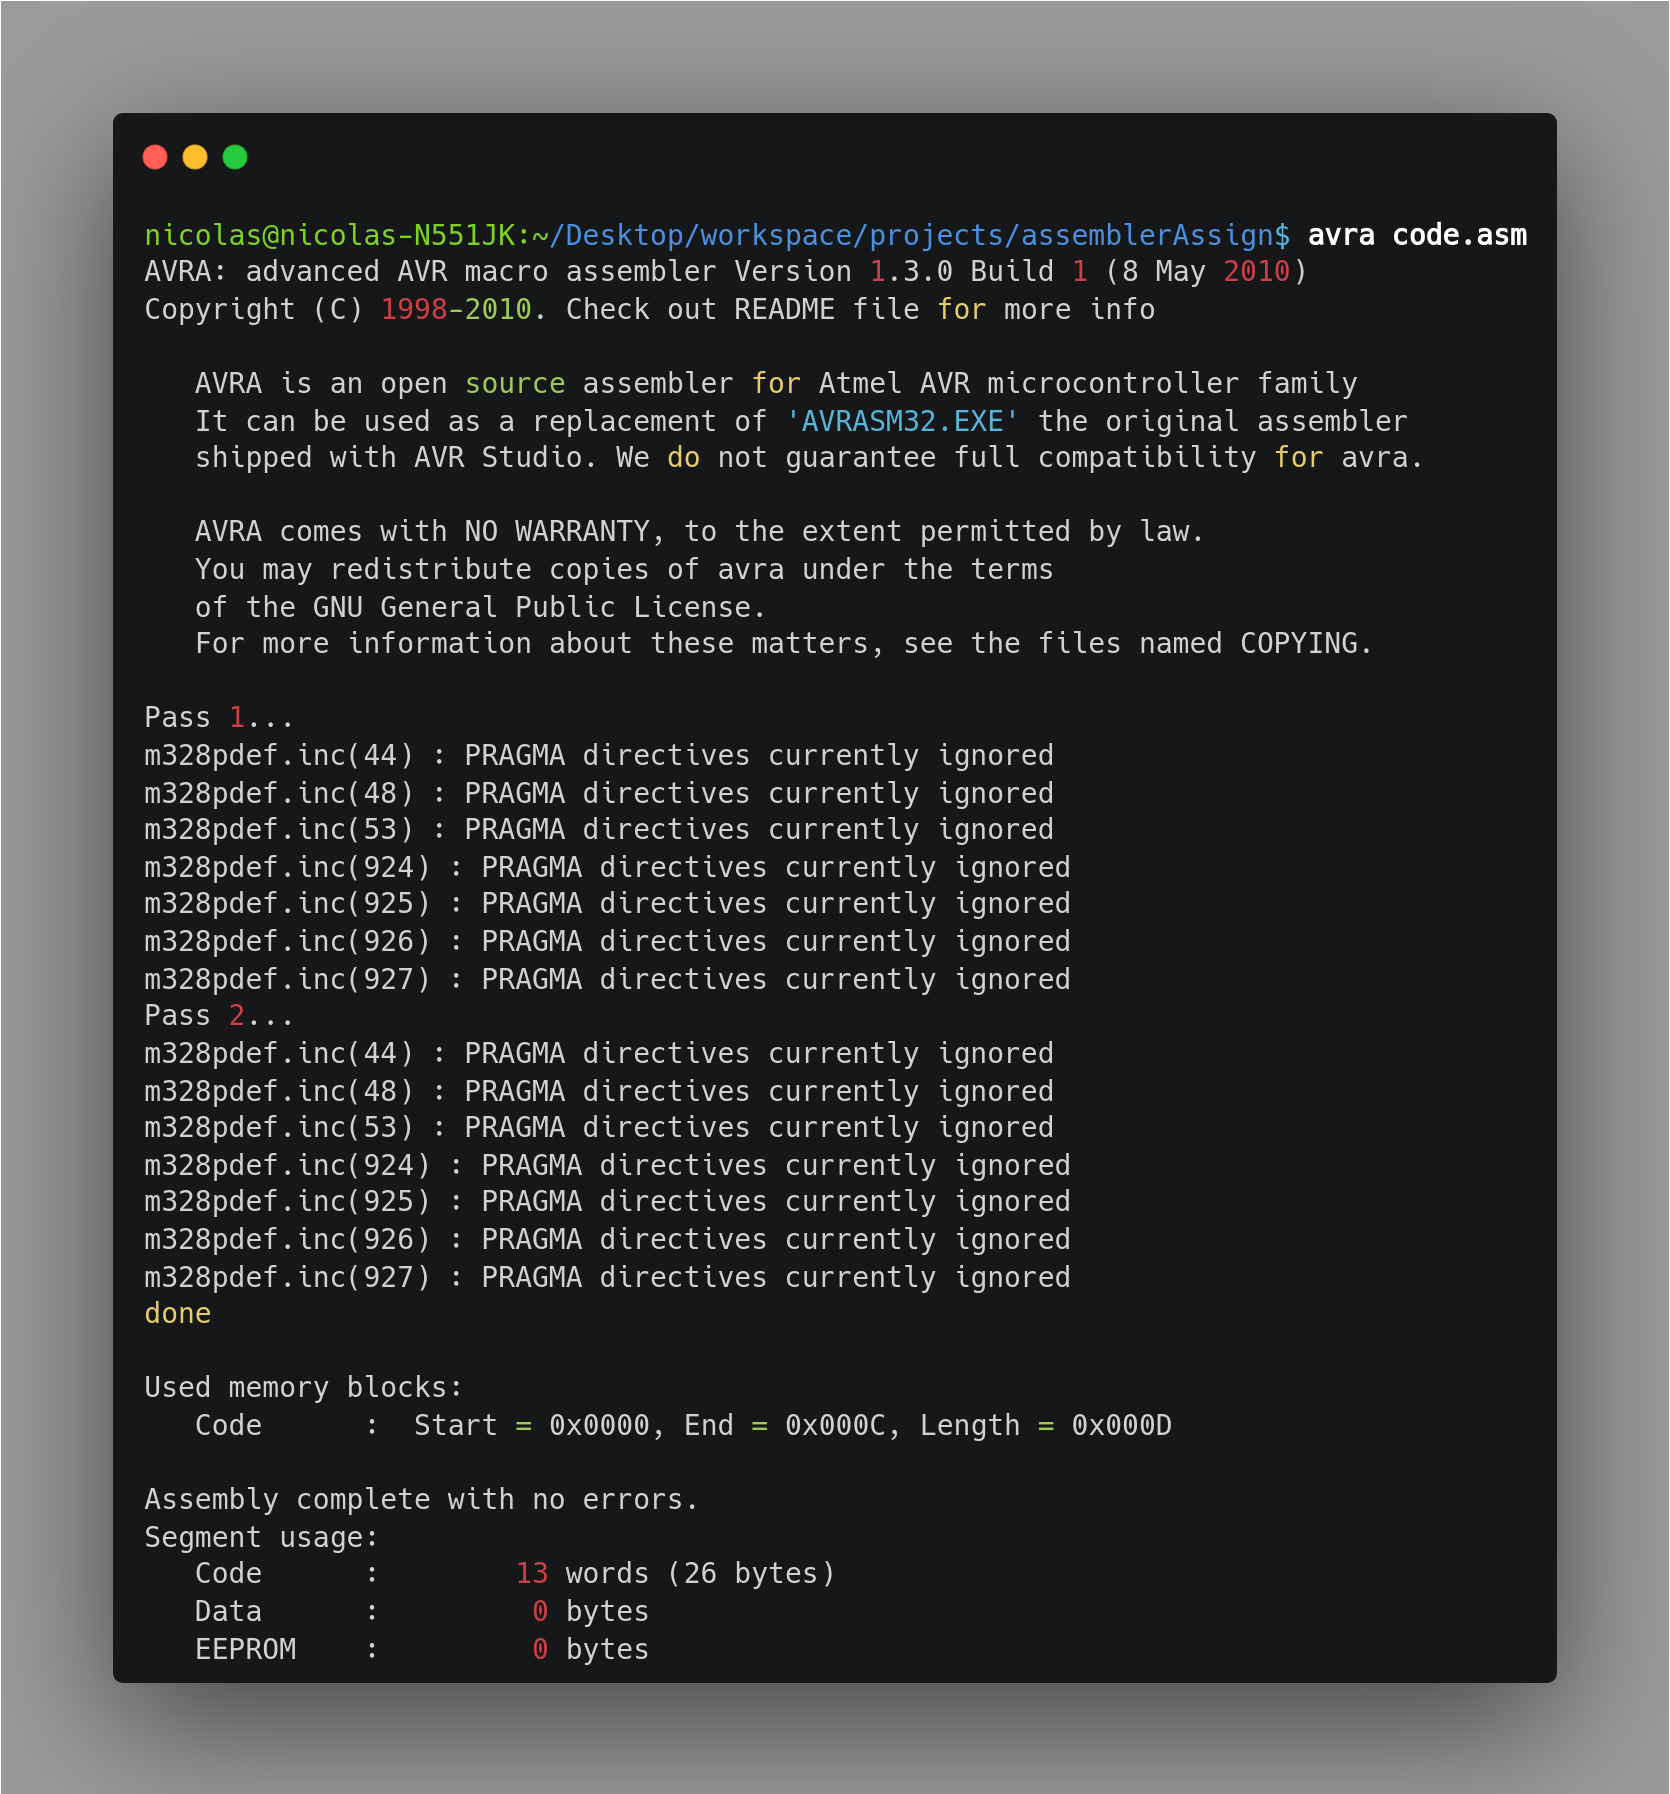 nicolas@nicolas-N551JK:~/Desktop/workspace/projects/assemblerAssign$ avra code.asm
AVRA: advanced AVR macro assembler Version 1.3.0 Build 1 (8 May 2010)
Copyright (C) 1998-2010. Check out README file for more info

   AVRA is an open source assembler for Atmel AVR microcontroller family
   It can be used as a replacement of 'AVRASM32.EXE' the original assembler
   shipped with AVR Studio. We do not guarantee full compatibility for avra.

   AVRA comes with NO WARRANTY, to the extent permitted by law.
   You may redistribute copies of avra under the terms
   of the GNU General Public License.
   For more information about these matters, see the files named COPYING.

Pass 1...
m328pdef.inc(44) : PRAGMA directives currently ignored
m328pdef.inc(48) : PRAGMA directives currently ignored
m328pdef.inc(53) : PRAGMA directives currently ignored
m328pdef.inc(924) : PRAGMA directives currently ignored
m328pdef.inc(925) : PRAGMA directives currently ignored
m328pdef.inc(926) : PRAGMA directives currently ignored
m328pdef.inc(927) : PRAGMA directives currently ignored
Pass 2...
m328pdef.inc(44) : PRAGMA directives currently ignored
m328pdef.inc(48) : PRAGMA directives currently ignored
m328pdef.inc(53) : PRAGMA directives currently ignored
m328pdef.inc(924) : PRAGMA directives currently ignored
m328pdef.inc(925) : PRAGMA directives currently ignored
m328pdef.inc(926) : PRAGMA directives currently ignored
m328pdef.inc(927) : PRAGMA directives currently ignored
done

Used memory blocks:
   Code      :  Start = 0x0000, End = 0x000C, Length = 0x000D

Assembly complete with no errors.
Segment usage:
   Code      :        13 words (26 bytes)
   Data      :         0 bytes
   EEPROM    :         0 bytes